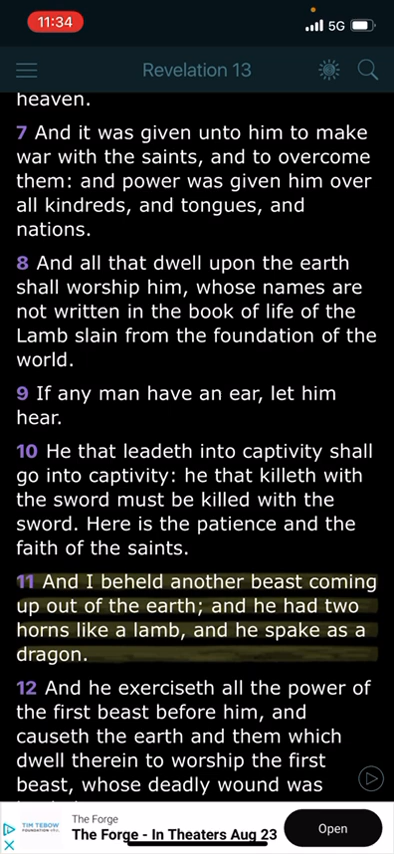 11:34
5G
Revelation 13
heaven.
7 And it was given unto him to make
war with the saints, and to overcome
them: and power was given him over
all kindreds, and tongues, and
nations.
8 And all that dwell upon the earth
shall worship him, whose names are
not written in the book of life of the
Lamb slain from the foundation of the
world.
9 If any man have an ear, let him
hear.
10 He that leadeth into captivity shall
go into captivity: he that killeth with
the sword must be killed with the
sword. Here is the patience and the
faith of the saints.
11 And I beheld another beast coming
up out of the earth; and he had two
horns like a lamb, and he spake as a
dragon.
12 And he exerciseth all the power of
the first beast before him, and
causeth the earth and them which
dwell therein to worship the first
beast, whose deadly wound was
TIM TEBOW
FOUNDATION
The Forge
The Forge - In Theaters Aug 23
Open